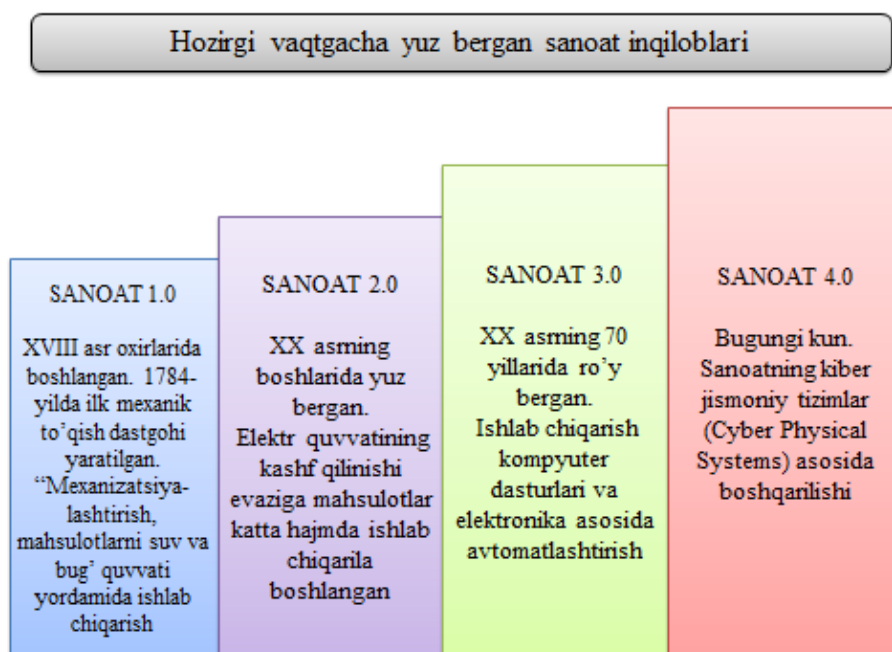 Hozirgi vaqtgacha yuz bergan sanoat inqiloblari
SANOAT 1.0
XVIII asr oxirlarida
boshlangan. 1784-
yilda ilk mexanik
to’qish dastgohi
yaratilgan.
“Mexanizatsiya-
lashtirish,
mahsulotlarni suv va
bug’ quvvati
yordamida ishlab
chiqarish
SANOAT 2.0
XX asrning
boshlarida yuz
bergan.
Elektr quvvatining
kashf qilinishi
evaziga mahsulotlar
katta hajmda ishlab
chiqarila
boshlangan
SANOAT 3.0
XX asrning 70
yillarida ro’y
bergan.
Ishlab chiqarish
kompyuter
dasturlari va
elektronika asosida
avtomatlashtirish
SANOAT 4.0
Bugungi kun.
Sanoatning kiber
jismoniy tizimlar
(Cyber Physical
Systems) asosida
boshqarilishi